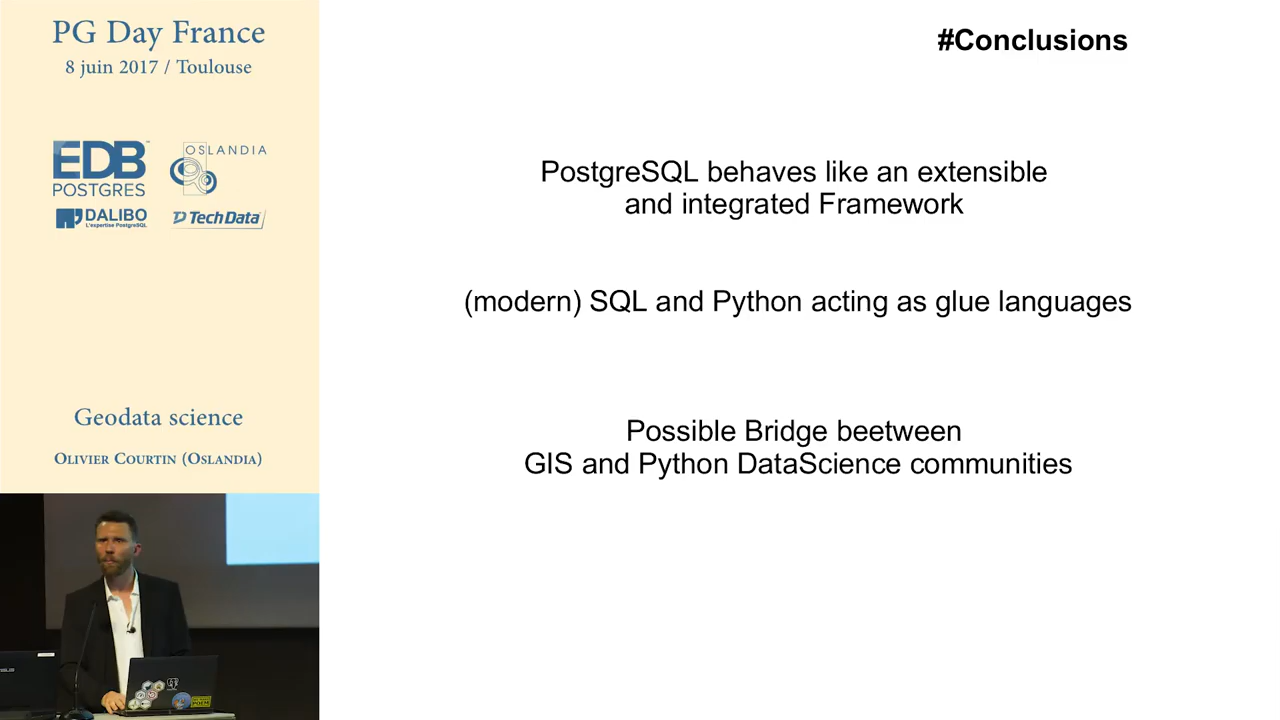 PG Day France
8 juin 2017 / Toulouse
EDB
POSTGRES
OSLANDIA
DALIBO
L'expertise PostgreSQL
Tech Data
Geodata science
OLIVIER COURTIN (OSLANDIA)
#Conclusions
PostgreSQL behaves like an extensible
and integrated Framework
(modern) SQL and Python acting as glue languages
Possible Bridge beetween
GIS and Python DataScience communities